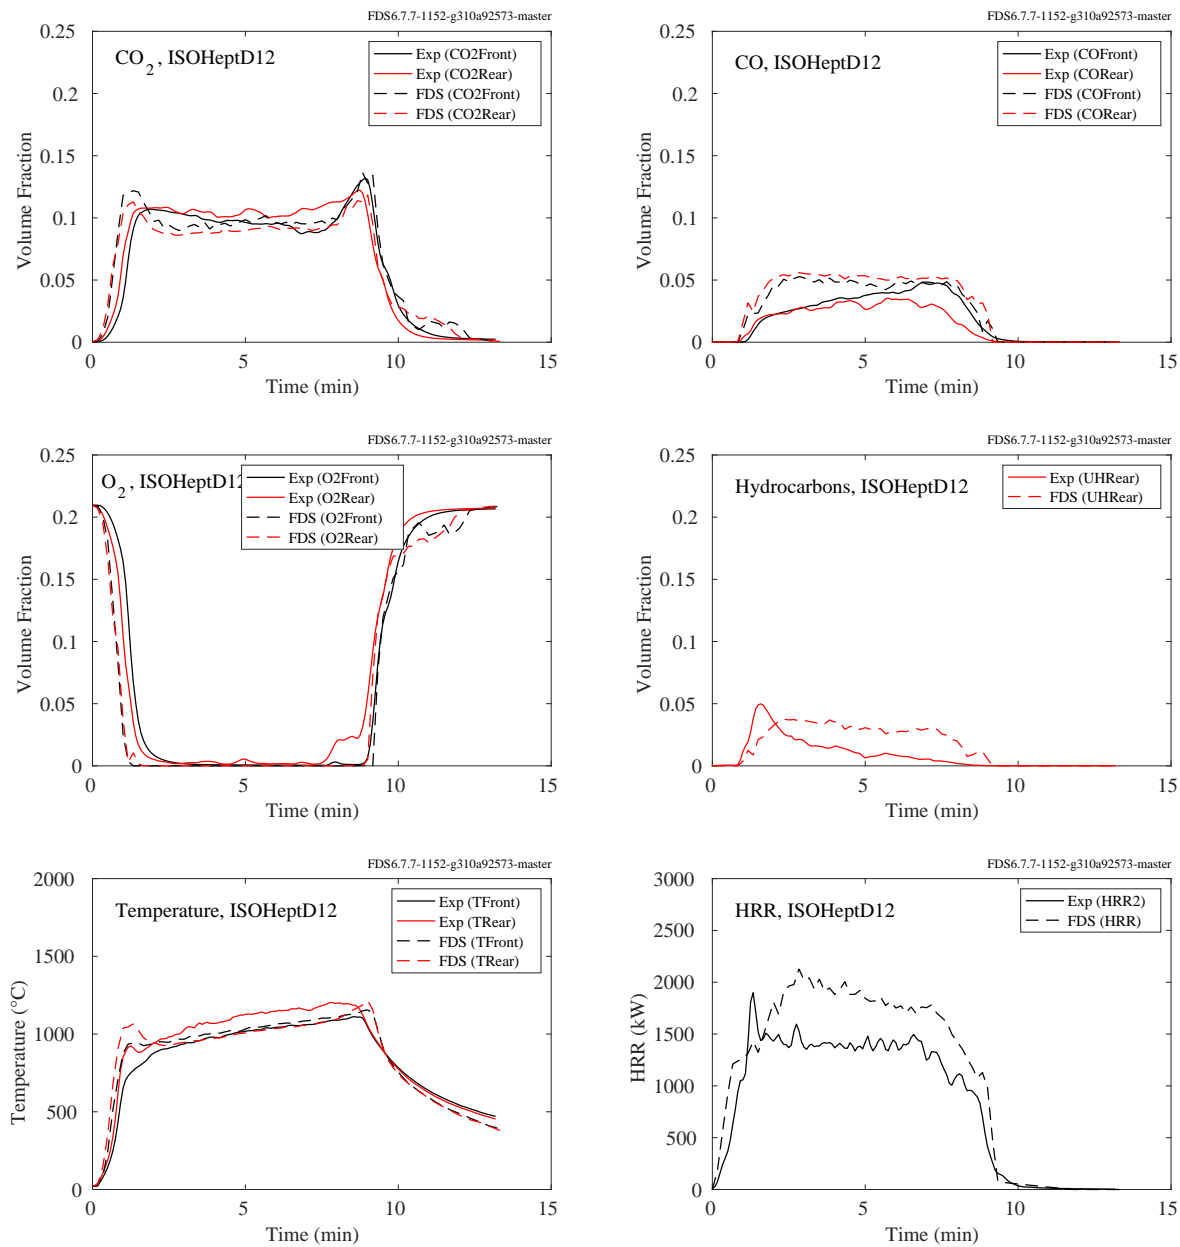 FDS6.7.7-1152-g310a92573-master
CO2, ISOHeptD12
Exp (CO2Front)
Exp (CO2Rear)
FDS (CO2Front)
FDS (CO2Rear)
Volume Fraction
0.25
0.2
0.15
0.1
0.05
0
0 5 10 15
Time (min)
FDS6.7.7-1152-g310a92573-master
CO, ISOHeptD12
Exp (COFront)
Exp (CORear)
FDS (COFront)
FDS (CORear)
Volume Fraction
0.25
0.2
0.15
0.1
0.05
0
0 5 10 15
Time (min)
FDS6.7.7-1152-g310a92573-master
O2, ISOHeptD12
Exp (O2Front)
Exp (O2Rear)
FDS (O2Front)
FDS (O2Rear)
Volume Fraction
0.25
0.2
0.15
0.1
0.05
0
0 5 10 15
Time (min)
FDS6.7.7-1152-g310a92573-master
Hydrocarbons, ISOHeptD12
Exp (UHRear)
FDS (UHRear)
Volume Fraction
0.25
0.2
0.15
0.1
0.05
0
0 5 10 15
Time (min)
FDS6.7.7-1152-g310a92573-master
Temperature, ISOHeptD12
Exp (TFront)
Exp (TRear)
FDS (TFront)
FDS (TRear)
Temperature (°C)
2000
1500
1000
500
0
0 5 10 15
Time (min)
FDS6.7.7-1152-g310a92573-master
HRR, ISOHeptD12
Exp (HRR2)
FDS (HRR)
HRR (kW)
3000
2500
2000
1500
1000
500
0
0 5 10 15
Time (min)